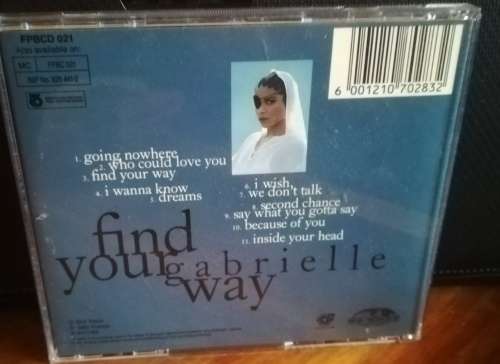 FPBCD 021
Also available on:
MC FPBC 021
6 001210 702832
1. going nowhere
2. who could love you
3. find your way
4. i wanna know
5. dreams
6. i wish
7. we don't talk
8. second chance
9. say what you gotta say
10. because of you
11. inside your head
find
your
gabrielle
way